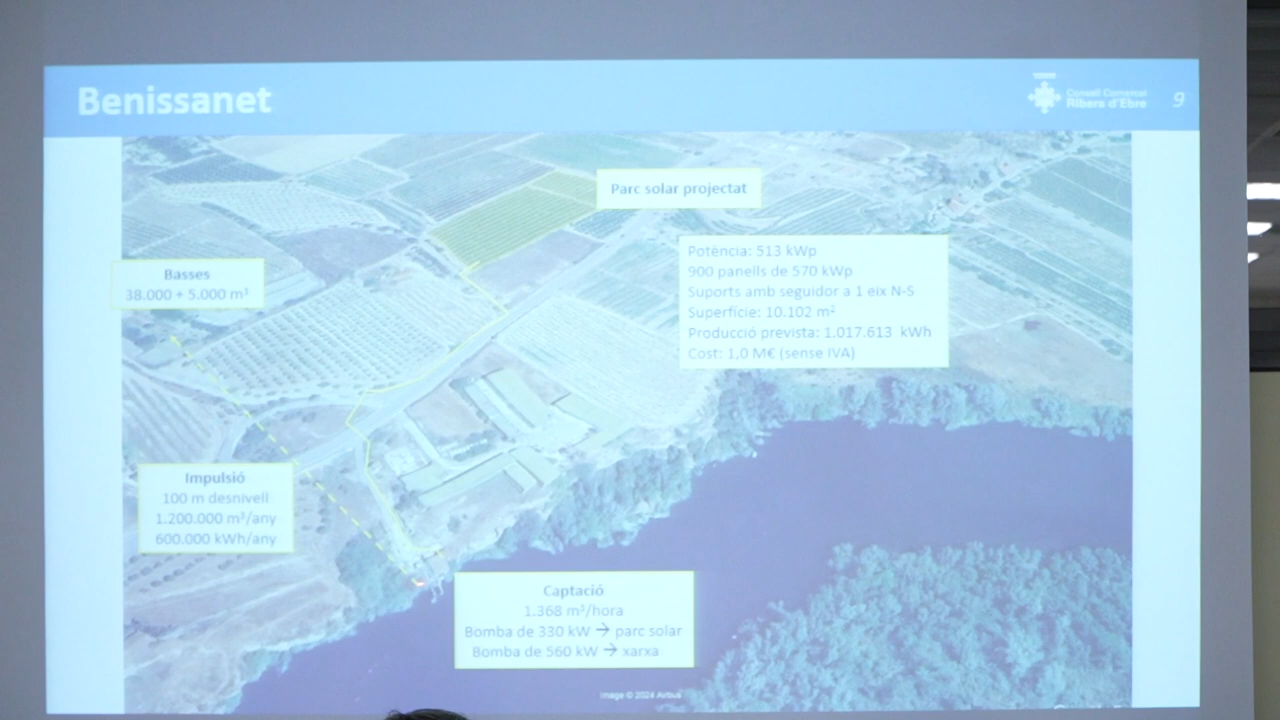 Benissanet
Consell Comarcal
Ribera d'Ebre
9
Parc solar projectat
Potència: 513 kWp
900 panells de 570 kWp
Suports amb seguidor a 1 eix N-S
Superfície: 10.102 m²
Producció prevista: 1.017.613 kWh
Cost: 1,0 M€ (sense IVA)
Basses
38.000 + 5.000 m³
Impulsió
100 m desnivell
1.200.000 m³/any
600.000 kWh/any
Captació
1.368 m³/hora
Bomba de 330 kW → parc solar
Bomba de 560 kW → xarxa
Image © 2024 Airbus